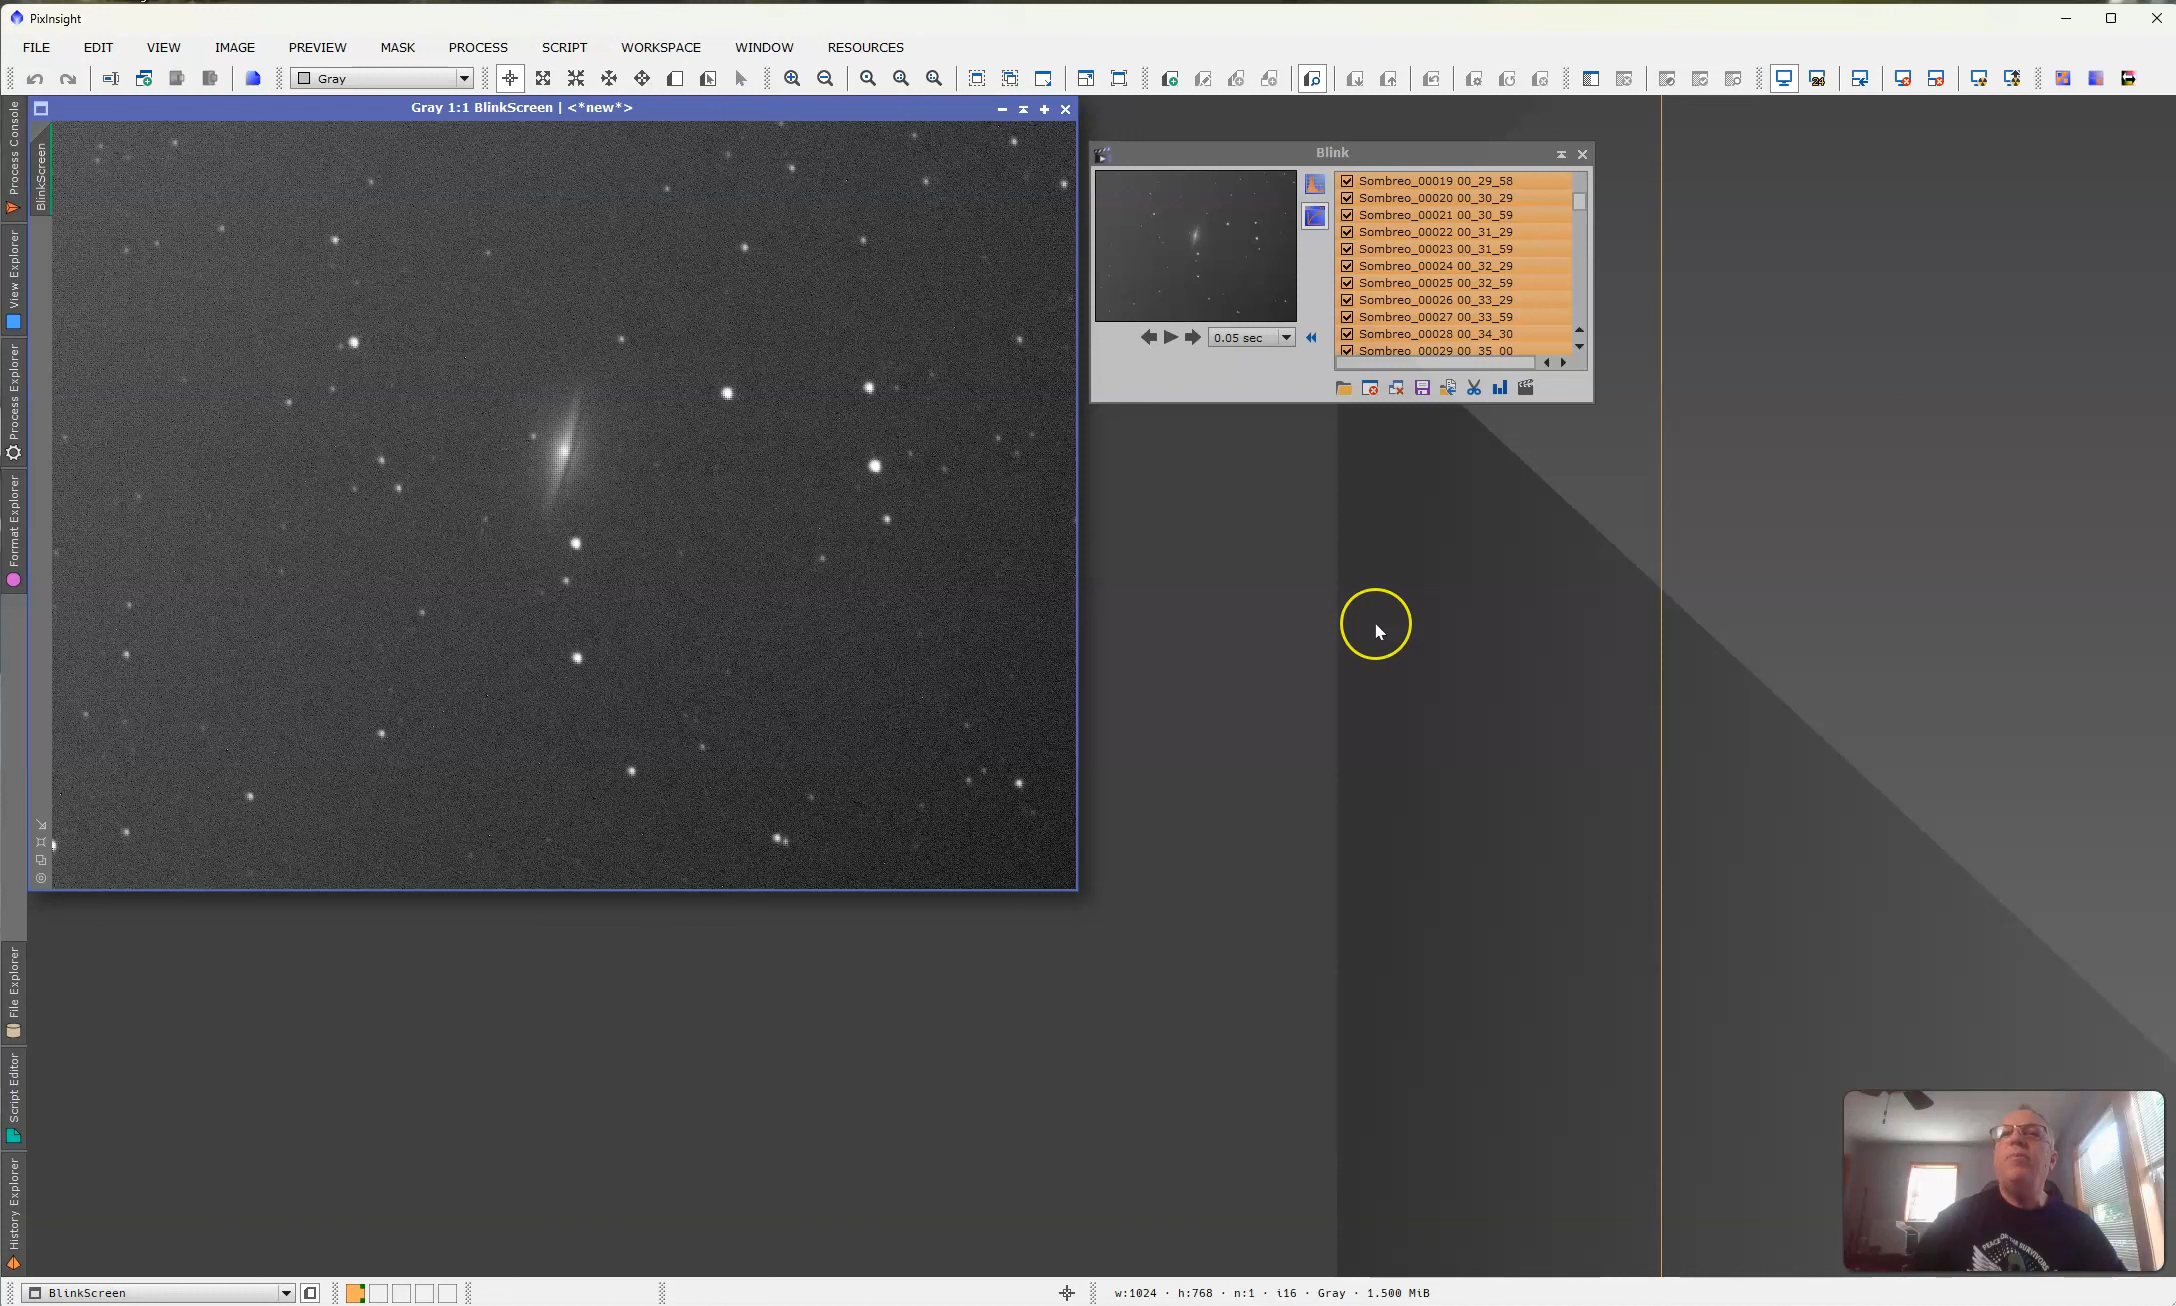 PixInsight
FILE EDIT VIEW IMAGE PREVIEW MASK PROCESS SCRIPT WORKSPACE WINDOW RESOURCES
Gray
24
Gray 1:1 BlinkScreen | <*new*>
Process Console
View Explorer
Process Explorer
Format Explorer
File Explorer
Script Editor
History Explorer
BlinkScreen
Blink
Sombreo_00019 00_29_58
Sombreo_00020 00_30_29
Sombreo_00021 00_30_59
Sombreo_00022 00_31_29
Sombreo_00023 00_31_59
Sombreo_00024 00_32_29
Sombreo_00025 00_32_59
Sombreo_00026 00_33_29
Sombreo_00027 00_33_59
Sombreo_00028 00_34_30
Sombreo_00029 00_35_00
0.05 sec
BlinkScreen
w:1024 · h:768 · n:1 · i16 · Gray · 1.500 MiB